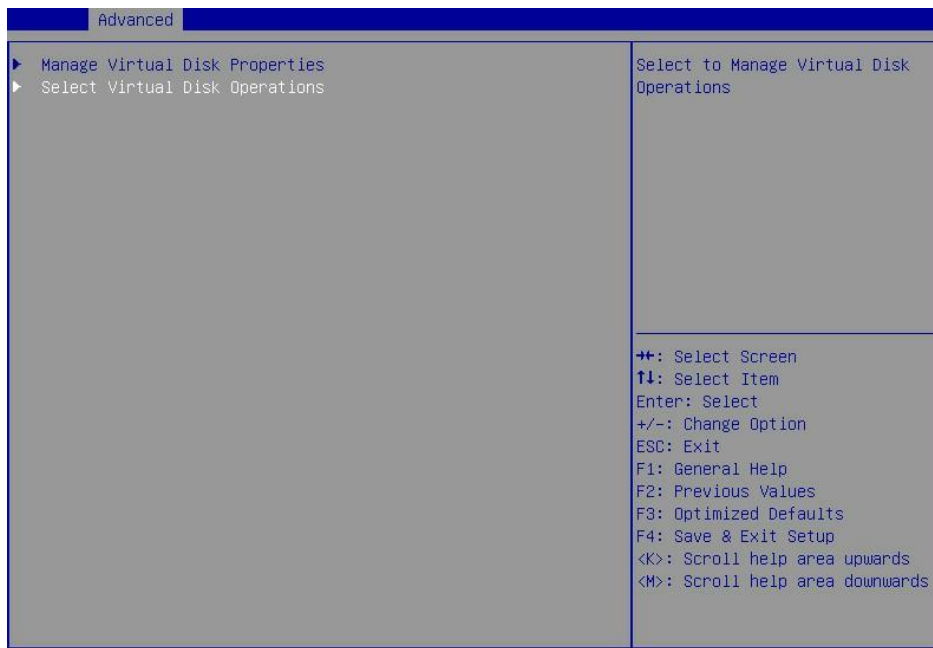 Advanced
Manage Virtual Disk Properties
Select Virtual Disk Operations
Select to Manage Virtual Disk
Operations
→←: Select Screen
↑↓: Select Item
Enter: Select
+/-: Change Option
ESC: Exit
F1: General Help
F2: Previous Values
F3: Optimized Defaults
F4: Save & Exit Setup
<K>: Scroll help area upwards
<M>: Scroll help area downwards